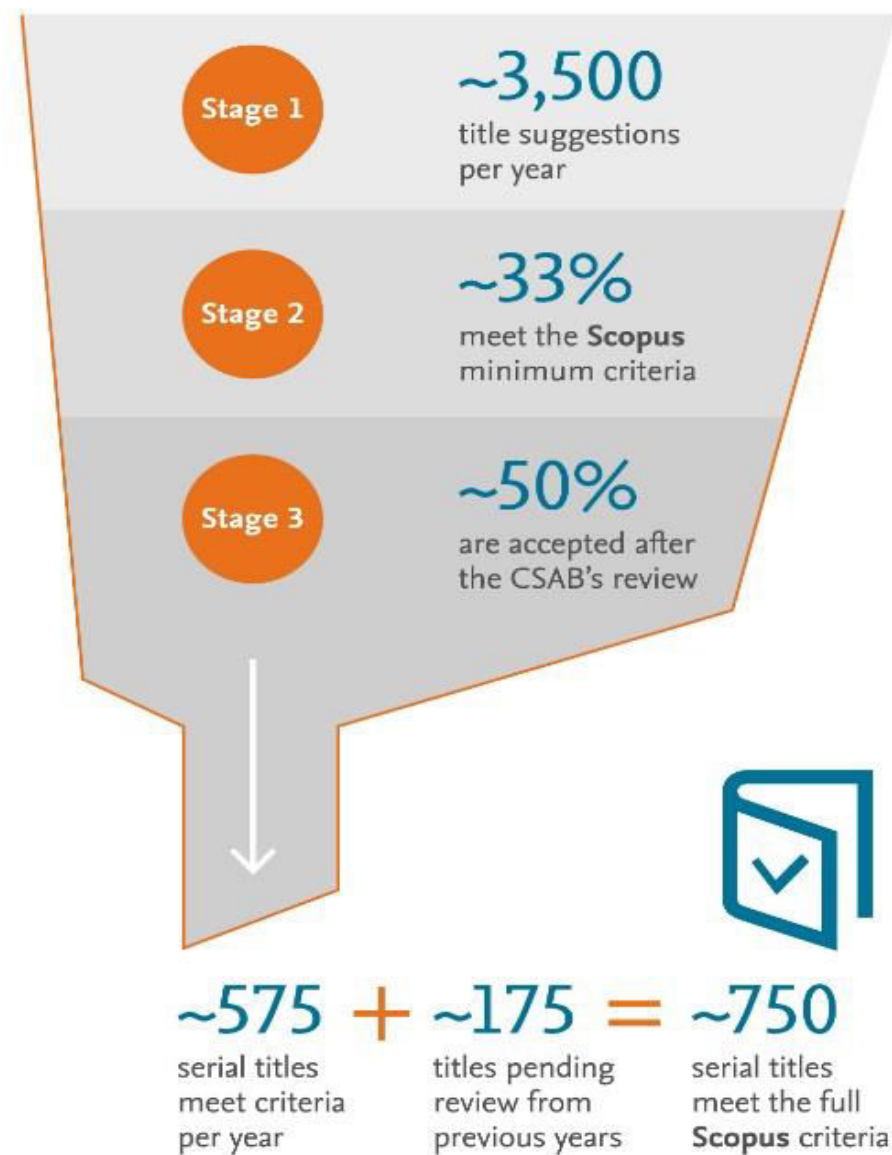 Stage 1
~3,500
title suggestions
per year
Stage 2
~33%
meet the Scopus
minimum criteria
Stage 3
~50%
are accepted after
the CSAB's review
~575 + ~175 = ~750
serial titles
meet criteria
per year
titles pending
review from
previous years
serial titles
meet the full
Scopus criteria